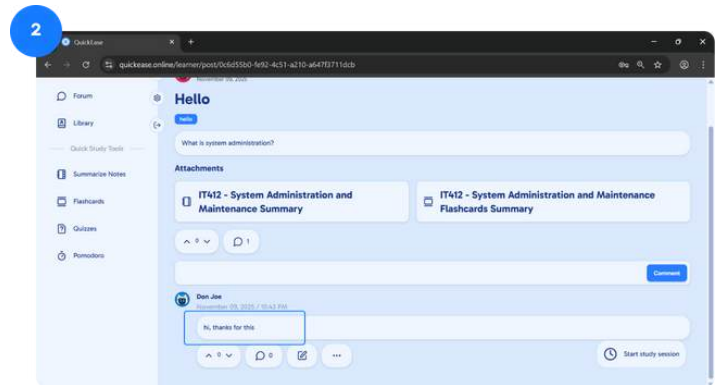 2
QuickEase
quickease.online/learner/post/0c6d55b0-fe92-4c51-a210-a647f3711dcb
November 09, 2025
Forum
Library
Quick Study Tools
Summarize Notes
Flashcards
Quizzes
Pomodoro
Hello
hello
What is system administration?
Attachments
IT412 - System Administration and
Maintenance Summary
IT412 - System Administration and Maintenance
Flashcards Summary
0
1
Comment
Don Joe
November 09, 2025 / 10:43 PM
hi, thanks for this
0
0
Start study session